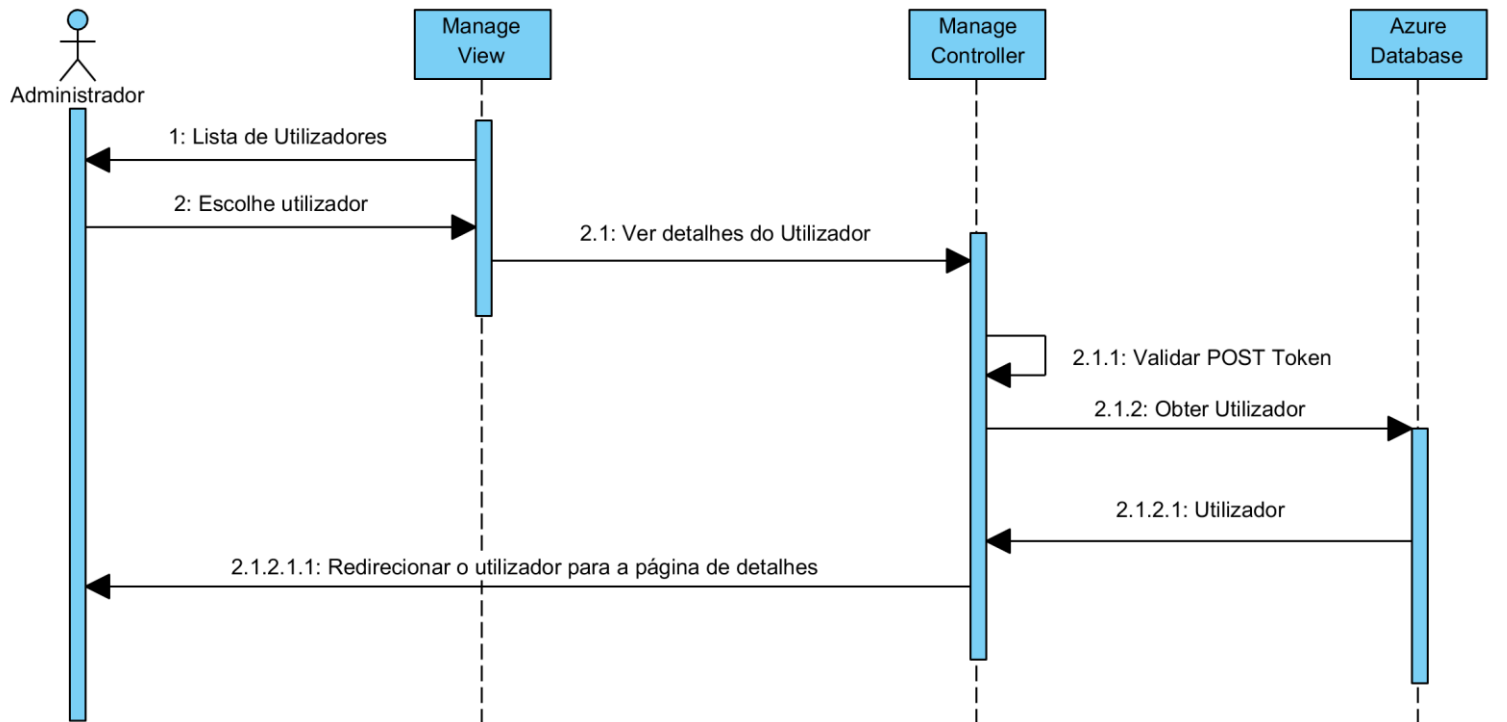 Manage
View
Manage
Controller
Azure
Database
Administrador
1: Lista de Utilizadores
2: Escolhe utilizador
2.1: Ver detalhes do Utilizador
2.1.1: Validar POST Token
2.1.2: Obter Utilizador
2.1.2.1: Utilizador
2.1.2.1.1: Redirecionar o utilizador para a página de detalhes